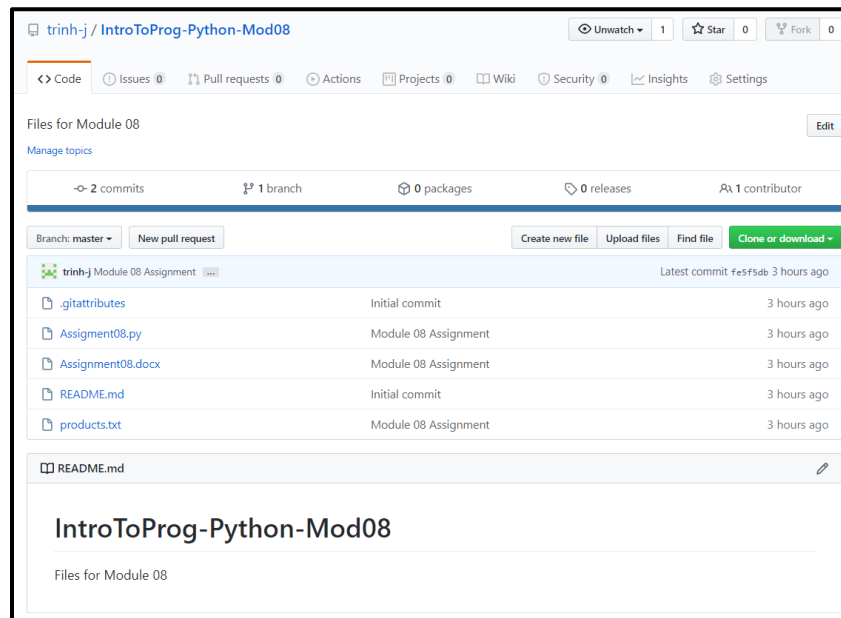 trinh-j / IntroToProg-Python-Mod08 Unwatch 1 Star 0 Fork 0
Code Issues 0 Pull requests 0 Actions Projects 0 Wiki Security 0 Insights Settings
Files for Module 08 Edit
Manage topics
2 commits 1 branch 0 packages 0 releases 1 contributor
Branch: master New pull request Create new file Upload files Find file Clone or download
trinh-j Module 08 Assignment ... Latest commit fe5f5db 3 hours ago
.gitattributes Initial commit 3 hours ago
Assigment08.py Module 08 Assignment 3 hours ago
Assignment08.docx Module 08 Assignment 3 hours ago
README.md Initial commit 3 hours ago
products.txt Module 08 Assignment 3 hours ago
README.md
IntroToProg-Python-Mod08
Files for Module 08